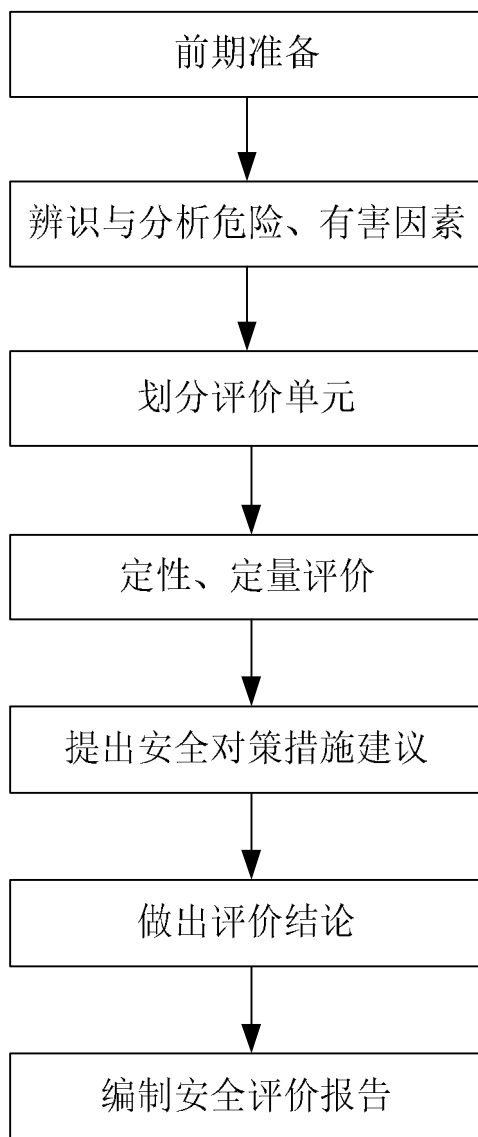 前期准备
辨识与分析危险、有害因素
划分评价单元
定性、定量评价
提出安全对策措施建议
做出评价结论
编制安全评价报告